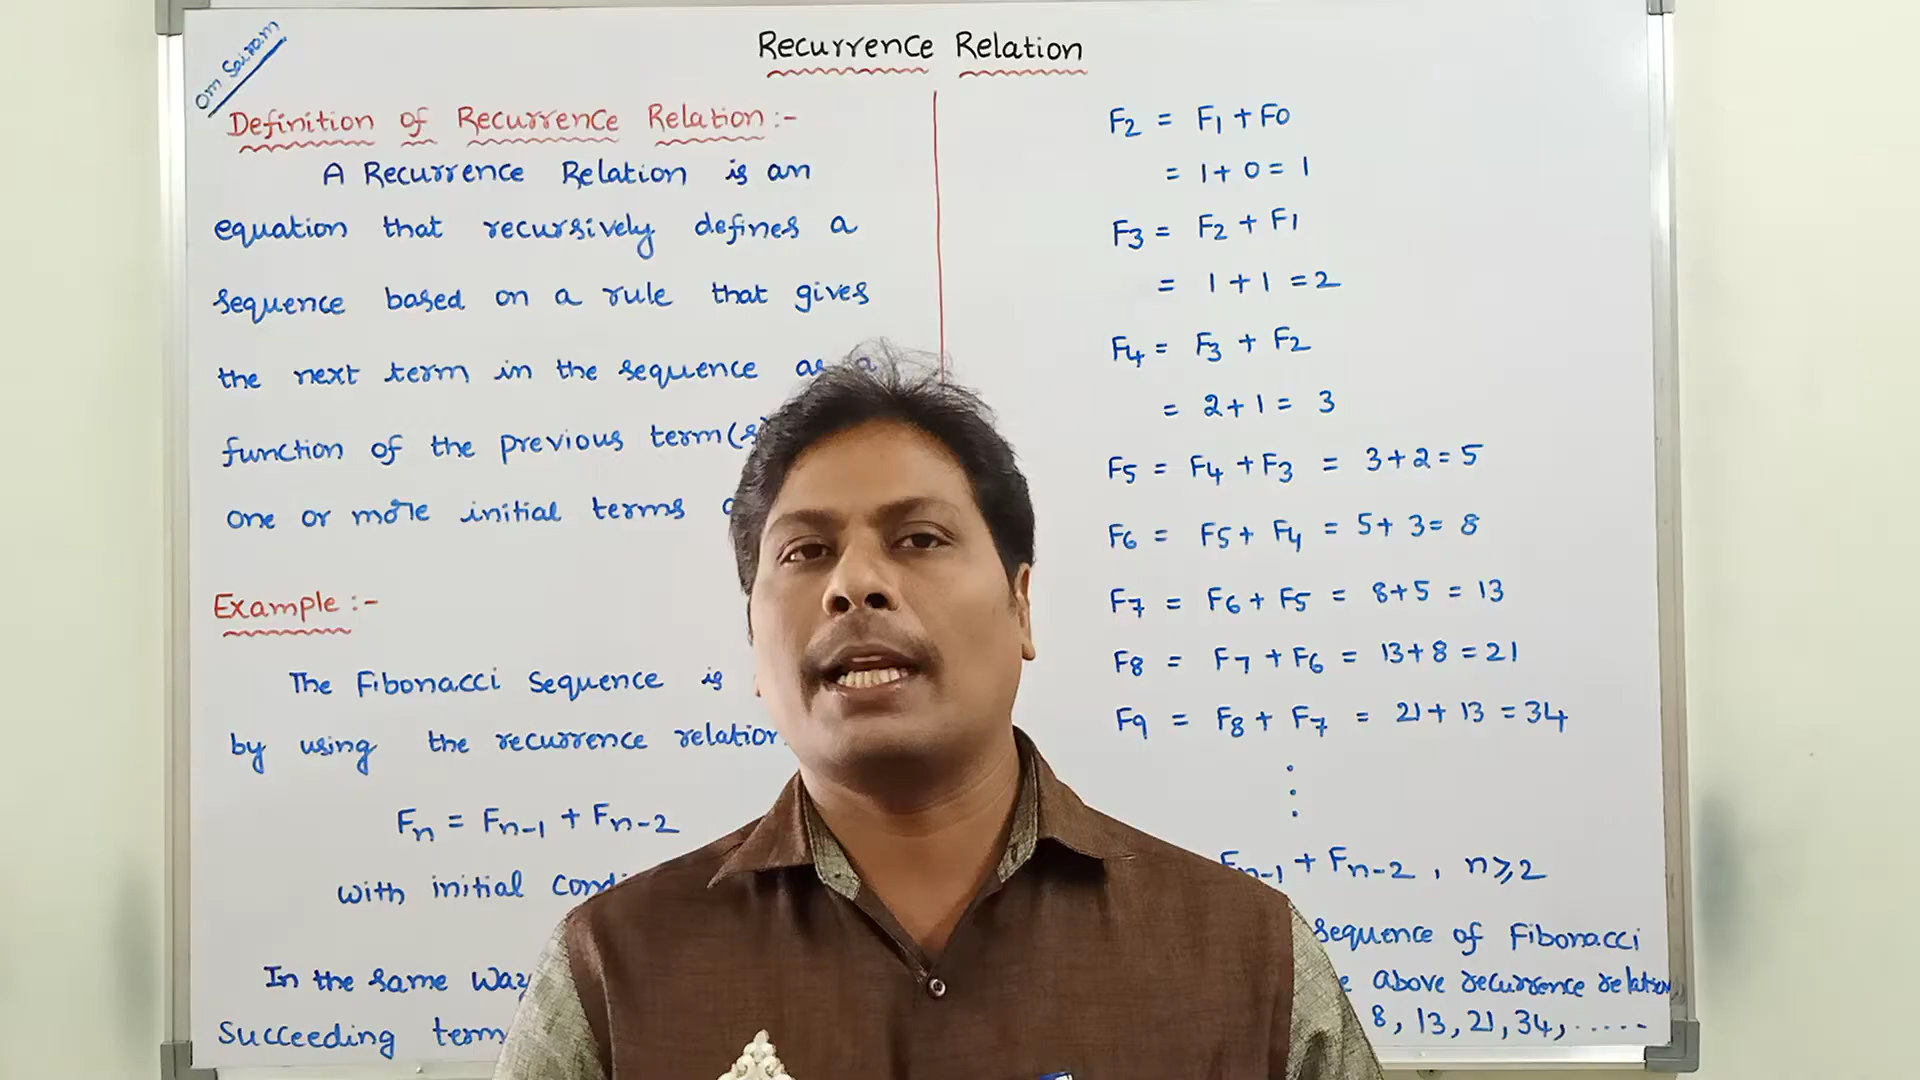 Om Sairam
Recurrence Relation
Definition of Recurrence Relation :-
A Recurrence Relation is an
equation that recursively defines a
sequence based on a rule that gives
the next term in the sequence as a
function of the previous term(s)
one or more initial terms
Example :-
The Fibonacci Sequence is
by using the recurrence relation
Fn = Fn-1 + Fn-2
with initial
In the same way
Succeeding term
F2 = F1 + F0
= 1 + 0 = 1
F3 = F2 + F1
= 1 + 1 = 2
F4 = F3 + F2
= 2 + 1 = 3
F5 = F4 + F3 = 3 + 2 = 5
F6 = F5 + F4 = 5 + 3 = 8
F7 = F6 + F5 = 8 + 5 = 13
F8 = F7 + F6 = 13 + 8 = 21
F9 = F8 + F7 = 21 + 13 = 34
Fn-1 + Fn-2 , n ≥ 2
Sequence of Fibonacci
above recurrence relation
8, 13, 21, 34, .....